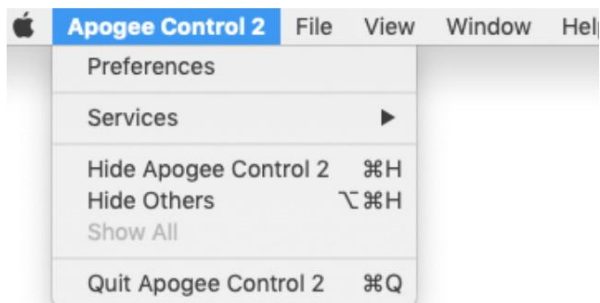 Apogee Control 2 File View Window
Preferences
Services
Hide Apogee Control 2 ⌘H
Hide Others ⌥⌘H
Show All
Quit Apogee Control 2 ⌘Q